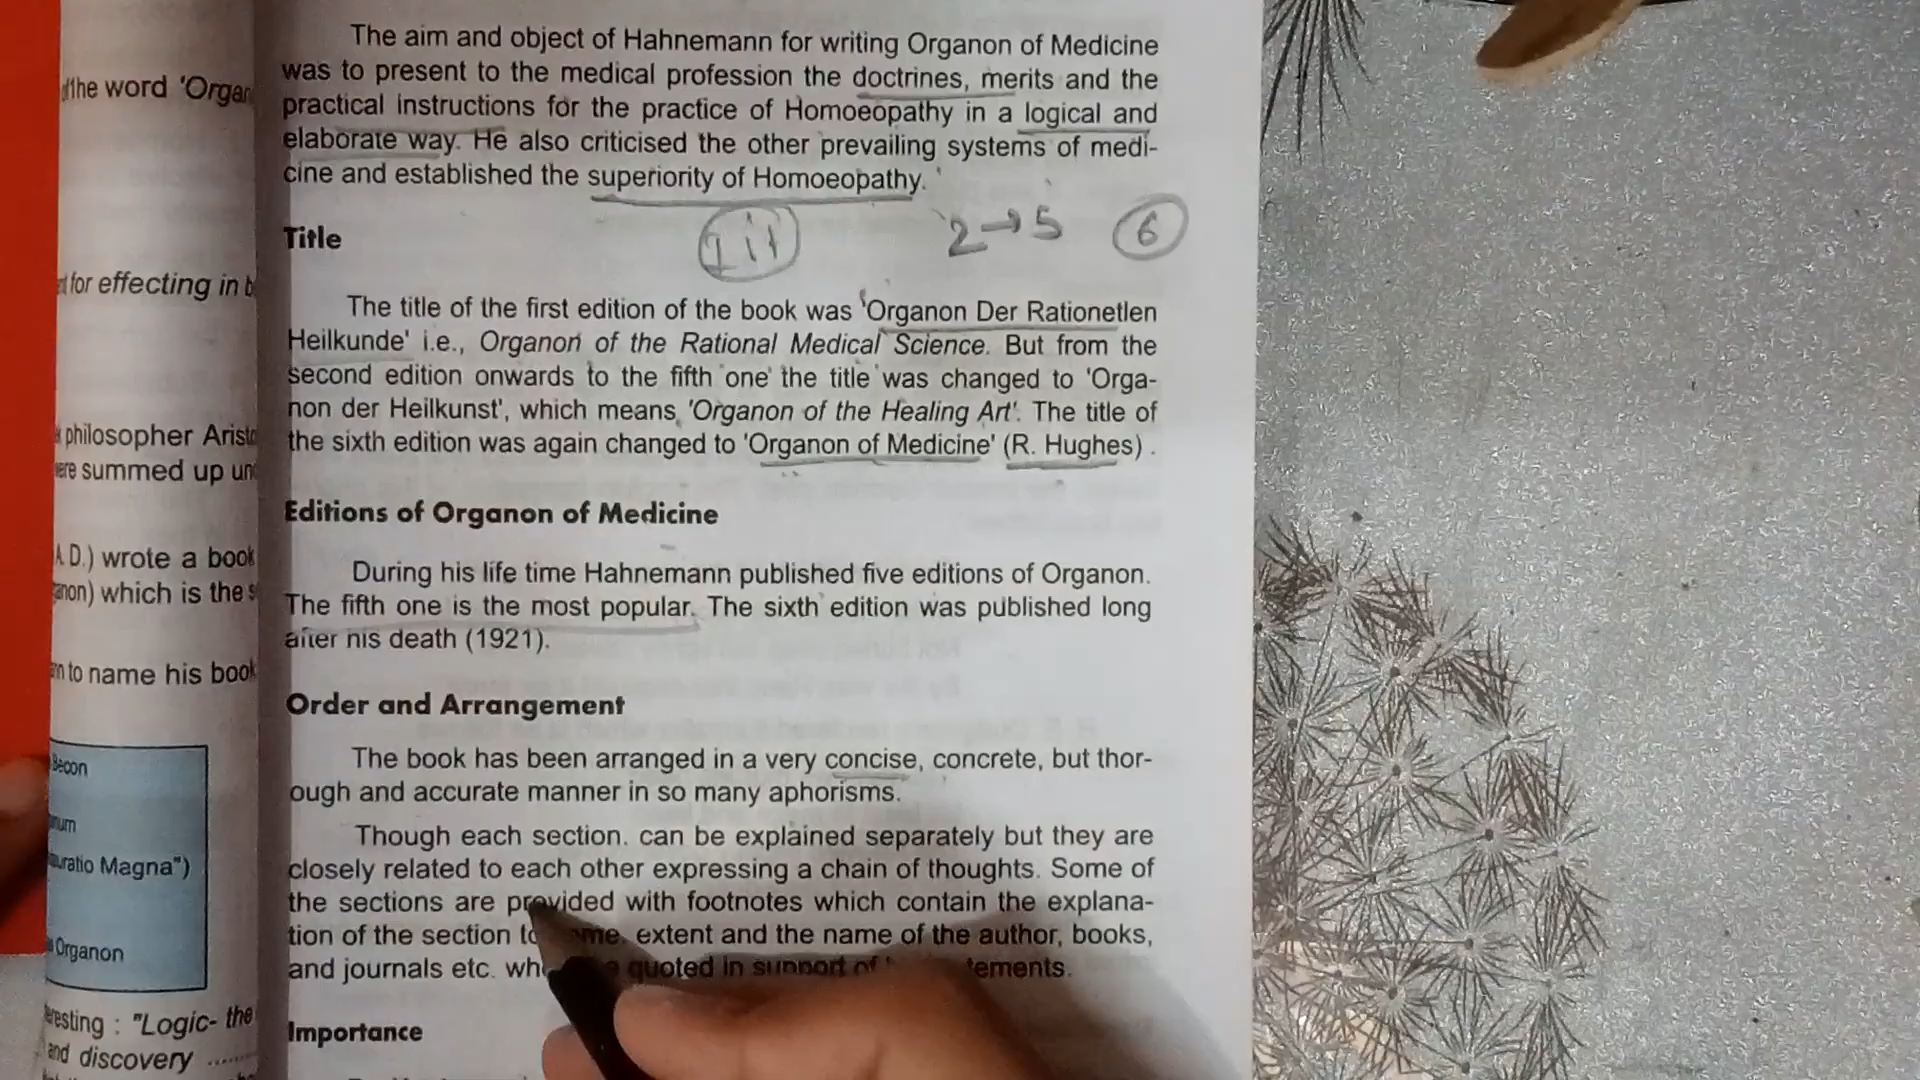 the word 'Organ
for effecting in b
philosopher Aristo
were summed up und
A.D.) wrote a book
anon) which is the s
to name his book
Becon
anum
auratio Magna")
Organon
eresting : "Logic- the
and discovery ......
The aim and object of Hahnemann for writing Organon of Medicine
was to present to the medical profession the doctrines, merits and the
practical instructions for the practice of Homoeopathy in a logical and
elaborate way. He also criticised the other prevailing systems of medi-
cine and established the superiority of Homoeopathy.
2→5 6
Title
The title of the first edition of the book was 'Organon Der Rationetlen
Heilkunde' i.e., Organon of the Rational Medical Science. But from the
second edition onwards to the fifth one the title was changed to 'Orga-
non der Heilkunst', which means 'Organon of the Healing Art'. The title of
the sixth edition was again changed to 'Organon of Medicine' (R. Hughes) .
Editions of Organon of Medicine
During his life time Hahnemann published five editions of Organon.
The fifth one is the most popular. The sixth edition was published long
after his death (1921).
Order and Arrangement
The book has been arranged in a very concise, concrete, but thor-
ough and accurate manner in so many aphorisms.
Though each section. can be explained separately but they are
closely related to each other expressing a chain of thoughts. Some of
the sections are provided with footnotes which contain the explana-
tion of the section extent and the name of the author, books,
and journals etc. quoted in support of
Importance